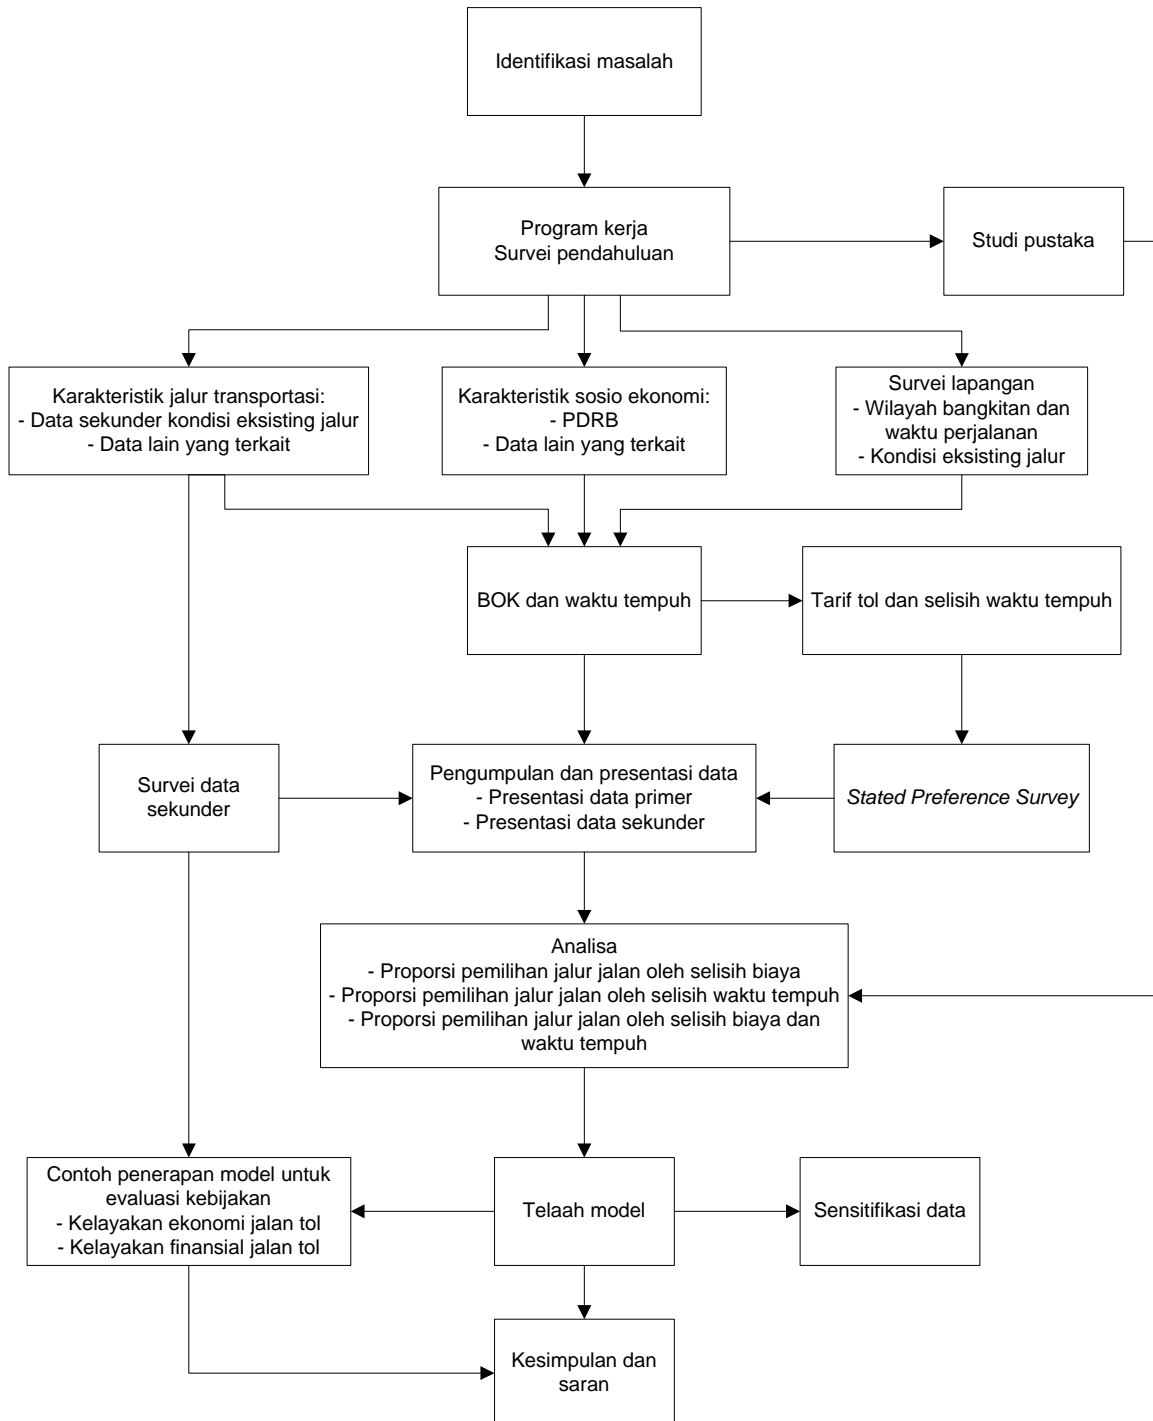 Identifikasi masalah
Program kerja
Survei pendahuluan
Studi pustaka
Karakteristik jalur transportasi:
- Data sekunder kondisi eksisting jalur
- Data lain yang terkait
Karakteristik sosio ekonomi:
- PDRB
- Data lain yang terkait
Survei lapangan
- Wilayah bangkitan dan
waktu perjalanan
- Kondisi eksisting jalur
BOK dan waktu tempuh
Tarif tol dan selisih waktu tempuh
Survei data
sekunder
Pengumpulan dan presentasi data
- Presentasi data primer
- Presentasi data sekunder
Stated Preference Survey
Analisa
- Proporsi pemilihan jalur jalan oleh selisih biaya
- Proporsi pemilihan jalur jalan oleh selisih waktu tempuh
- Proporsi pemilihan jalur jalan oleh selisih biaya dan
waktu tempuh
Contoh penerapan model untuk
evaluasi kebijakan
- Kelayakan ekonomi jalan tol
- Kelayakan finansial jalan tol
Telaah model
Sensitifikasi data
Kesimpulan dan
saran